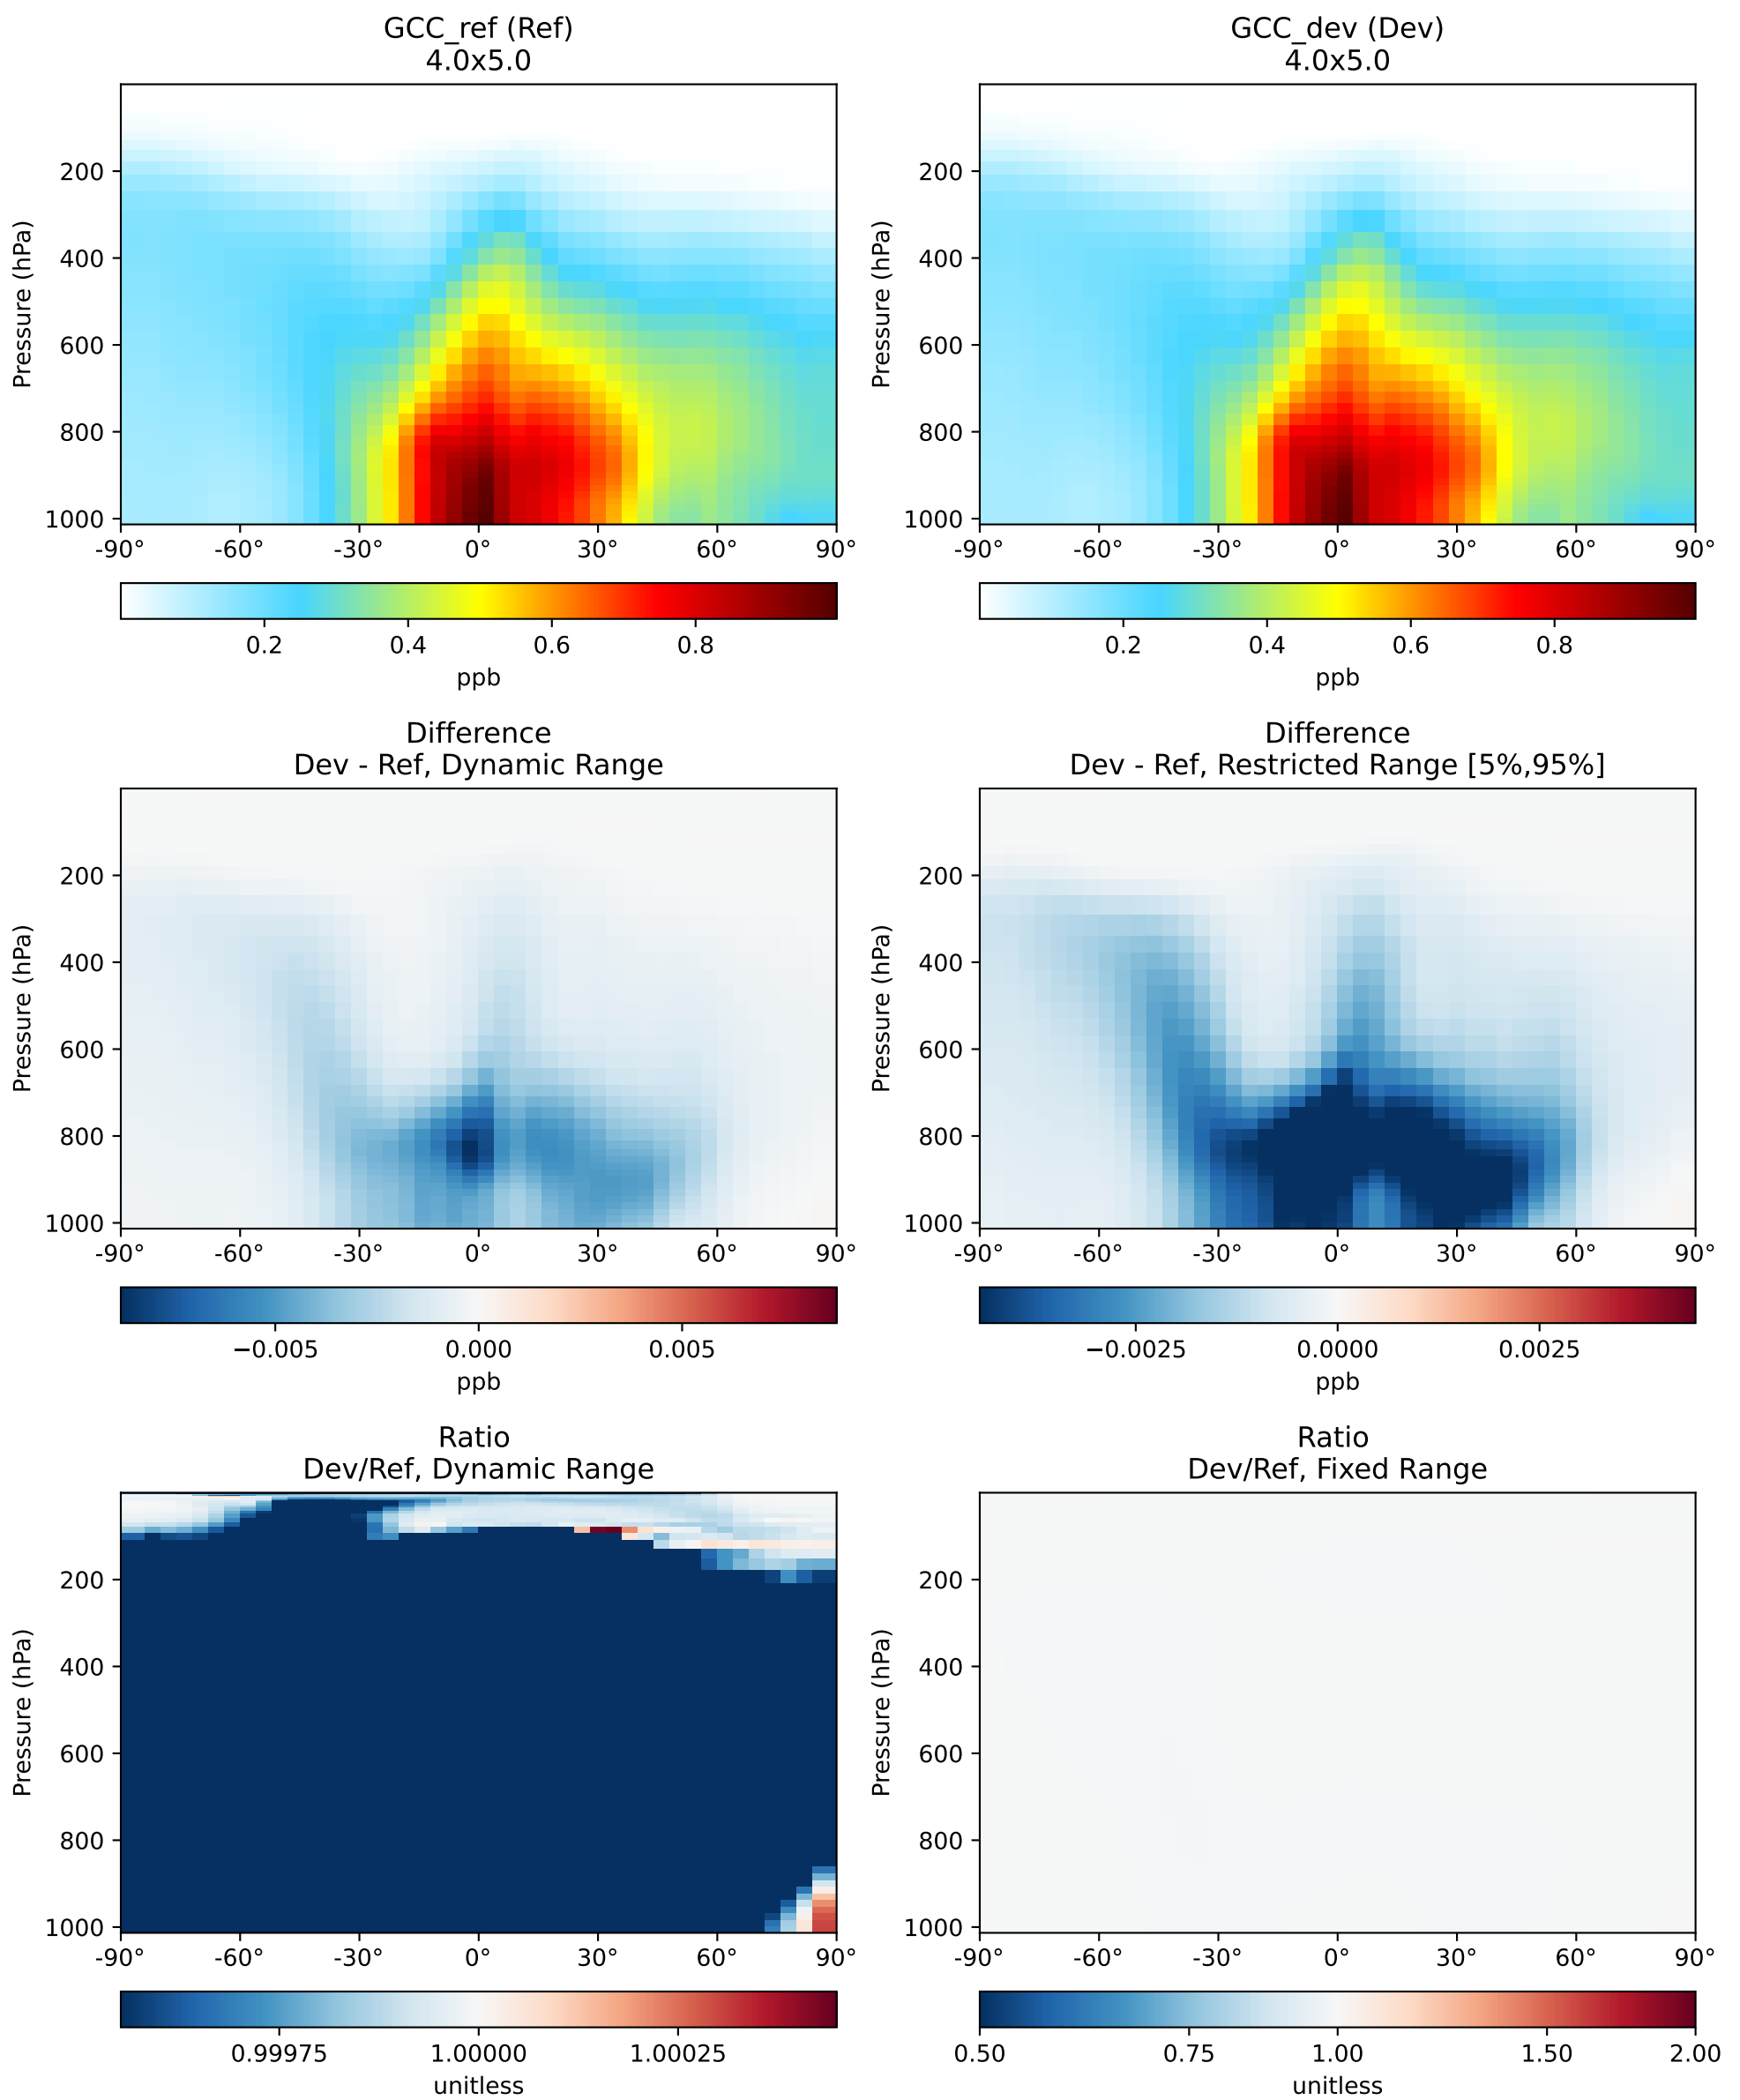 GCC_ref (Ref)
4.0x5.0
Pressure (hPa)
200
400
600
800
1000
-90° -60° -30° 0° 30° 60° 90°
0.2 0.4 0.6 0.8
ppb
GCC_dev (Dev)
4.0x5.0
Pressure (hPa)
200
400
600
800
1000
-90° -60° -30° 0° 30° 60° 90°
0.2 0.4 0.6 0.8
ppb
Difference
Dev - Ref, Dynamic Range
Pressure (hPa)
200
400
600
800
1000
-90° -60° -30° 0° 30° 60° 90°
−0.005 0.000 0.005
ppb
Difference
Dev - Ref, Restricted Range [5%,95%]
Pressure (hPa)
200
400
600
800
1000
-90° -60° -30° 0° 30° 60° 90°
−0.0025 0.0000 0.0025
ppb
Ratio
Dev/Ref, Dynamic Range
Pressure (hPa)
200
400
600
800
1000
-90° -60° -30° 0° 30° 60° 90°
0.99975 1.00000 1.00025
unitless
Ratio
Dev/Ref, Fixed Range
Pressure (hPa)
200
400
600
800
1000
-90° -60° -30° 0° 30° 60° 90°
0.50 0.75 1.00 1.50 2.00
unitless